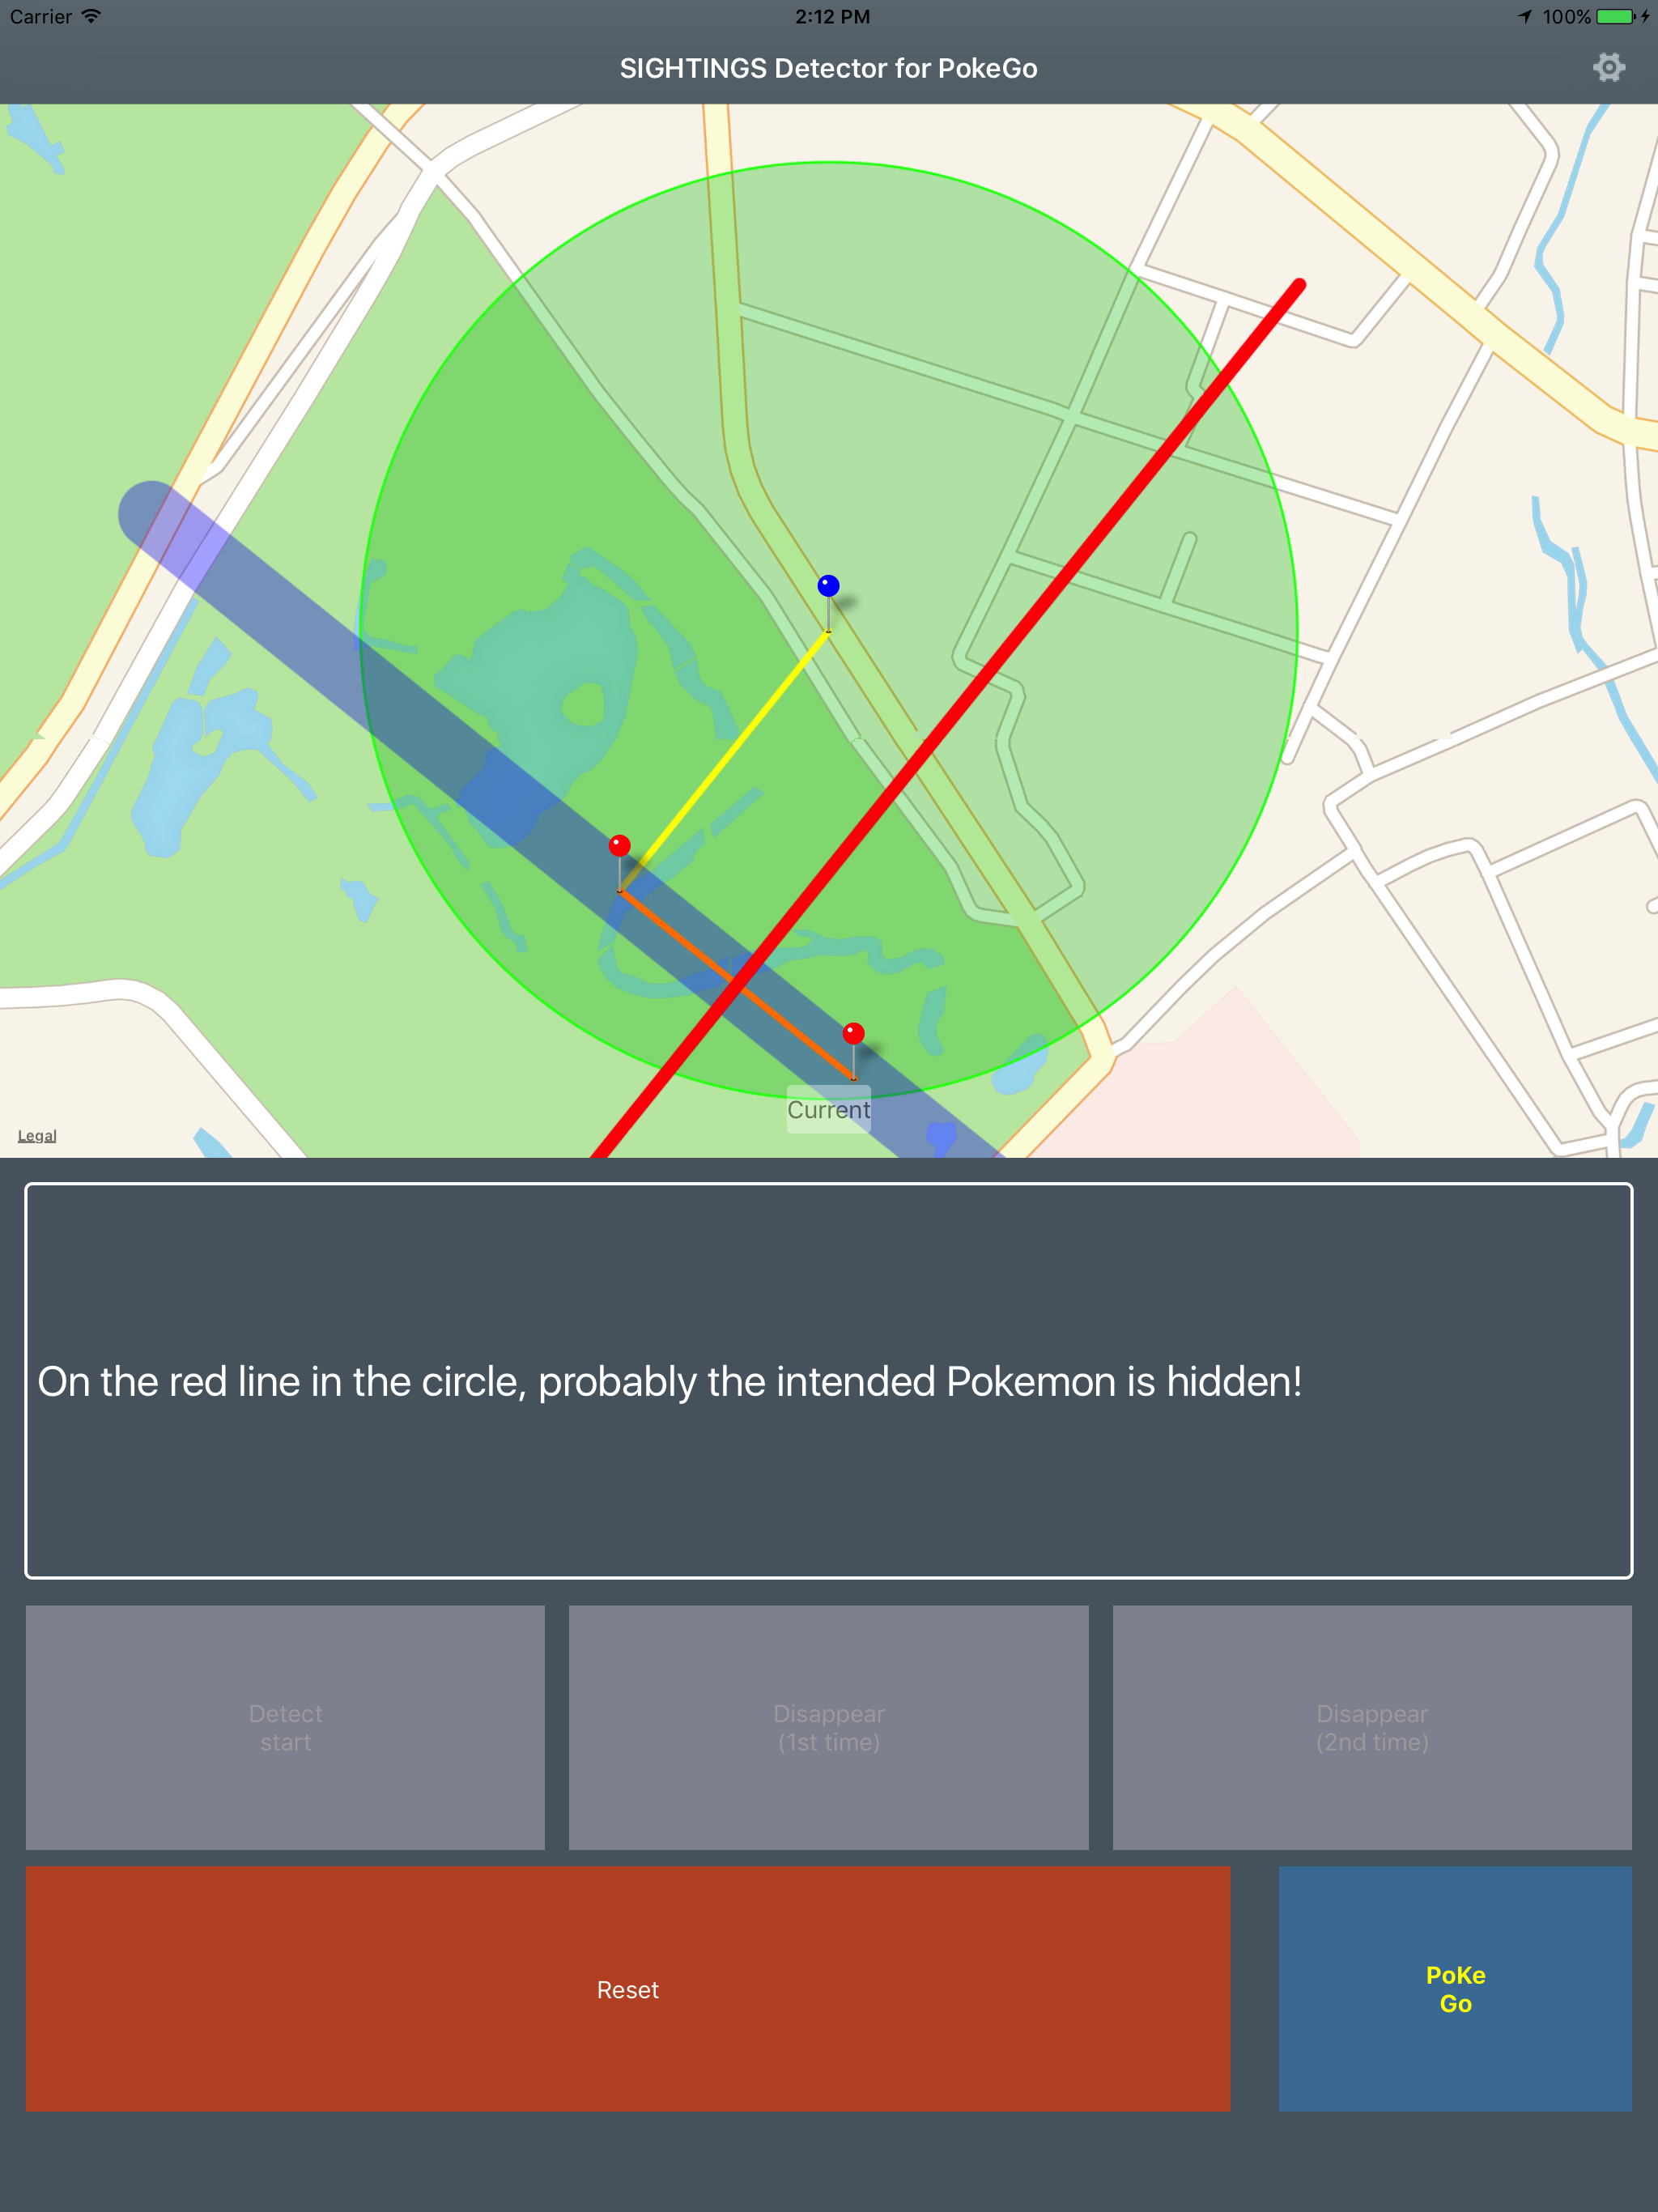 Carrier
2:12 PM
100%
SIGHTINGS Detector for PokeGo
Current
Legal
On the red line in the circle, probably the intended Pokemon is hidden!
Detect
start
Disappear
(1st time)
Disappear
(2nd time)
Reset
PoKe
Go